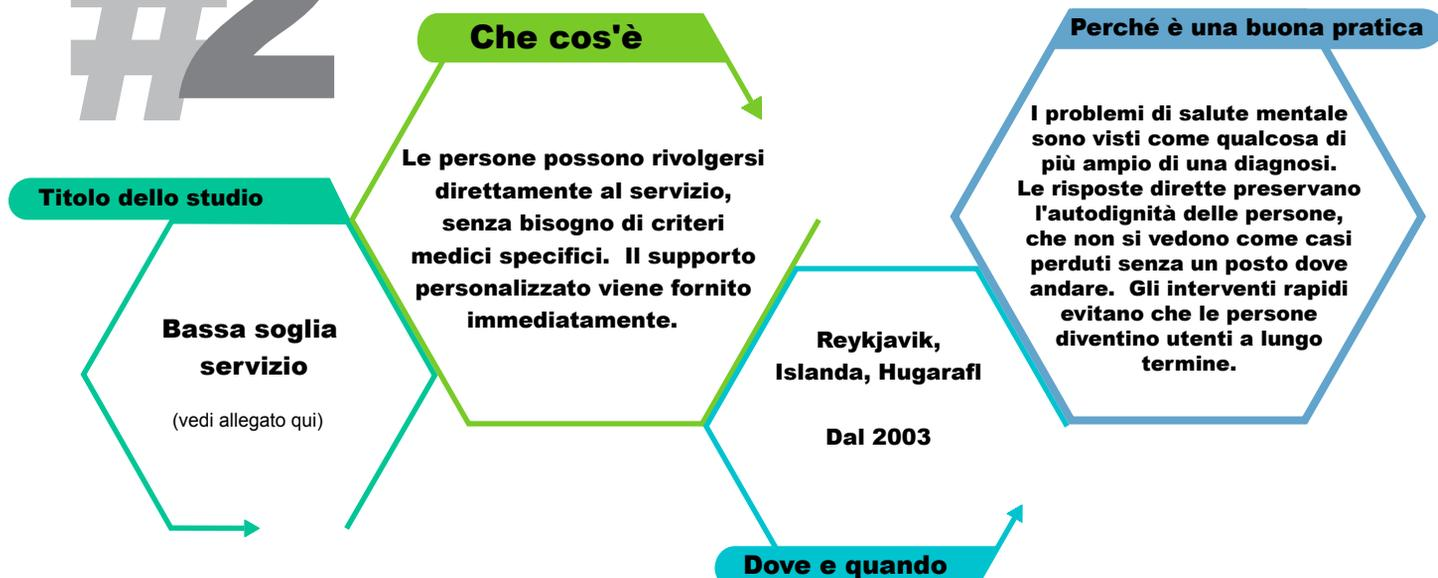 #2
Titolo dello studio
Bassa soglia
servizio
(vedi allegato qui)
Che cos'è
Le persone possono rivolgersi
direttamente al servizio,
senza bisogno di criteri
medici specifici.  Il supporto
personalizzato viene fornito
immediatamente.
Reykjavik,
Islanda, Hugarafl
Dal 2003
Dove e quando
Perché è una buona pratica
I problemi di salute mentale
sono visti come qualcosa di
più ampio di una diagnosi.
Le risposte dirette preservano
l'autodignità delle persone,
che non si vedono come casi
perduti senza un posto dove
andare.  Gli interventi rapidi
evitano che le persone
diventino utenti a lungo
termine.